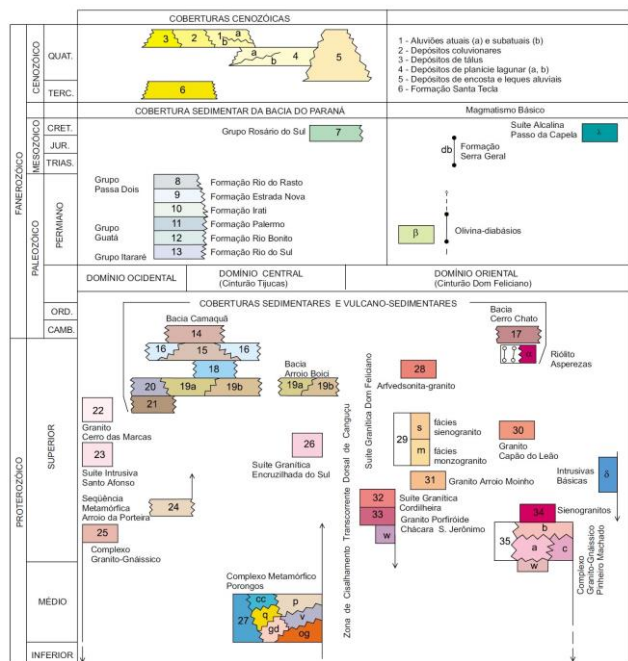 COBERTURAS CENOZÓICAS
FANEROZÓICO
CENOZÓICO
QUAT.
TERC.
3
2
1
a
b
a
b
4
5
6
1 - Aluviões atuais (a) e subatuais (b)
2 - Depósitos coluvionares
3 - Depósitos de tálus
4 - Depósitos de planície lagunar (a, b)
5 - Depósitos de encosta e leques aluviais
6 - Formação Santa Tecla
COBERTURA SEDIMENTAR DA BACIA DO PARANÁ
Magmatismo Básico
MESOZÓICO
CRET.
JUR.
TRIAS.
Grupo Rosário do Sul
7
db
Formação
Serra Geral
Suíte Alcalina
Passo da Capela
λ
PALEOZÓICO
PERMIANO
Grupo
Passa Dois
8
Formação Rio do Rasto
9
Formação Estrada Nova
10
Formação Irati
Grupo
Guatá
11
Formação Palermo
12
Formação Rio Bonito
Grupo Itararé
13
Formação Rio do Sul
β
Olivina-diabásios
DOMÍNIO OCIDENTAL
DOMÍNIO CENTRAL
(Cinturão Tijucas)
DOMÍNIO ORIENTAL
(Cinturão Dom Feliciano)
ORD.
CAMB.
COBERTURAS SEDIMENTARES E VULCANO-SEDIMENTARES
Bacia Camaquã
14
16
15
16
18
20
19a
19b
21
Bacia
Arroio Boici
19a
19b
Bacia
Cerro Chato
17
α
Riólito
Asperezas
PROTEROZÓICO
SUPERIOR
22
Granito
Cerro das Marcas
23
Suíte Intrusiva
Santo Afonso
Seqüência
Metamórfica
Arroio da Porteira
24
25
Complexo
Granito-Gnáissico
26
Suíte Granítica
Encruzilhada do Sul
Zona de Cisalhamento Transcorrente Dorsal de Canguçu
Suíte Granítica Dom Feliciano
28
Arfvedsonita-granito
29
s
fácies
sienogranito
m
fácies
monzogranito
30
Granito
Capão do Leão
31
Granito Arroio Moinho
32
Suíte Granítica
Cordilheira
33
Granito Porfiróide
Chácara S. Jerônimo
w
Intrusivas
Básicas
δ
34
Sienogranitos
35
b
a
c
w
Complexo
Granito-Gnáissico
Pinheiro Machado
MÉDIO
Complexo Metamórfico
Porongos
27
cc
p
q
v
gd
og
INFERIOR